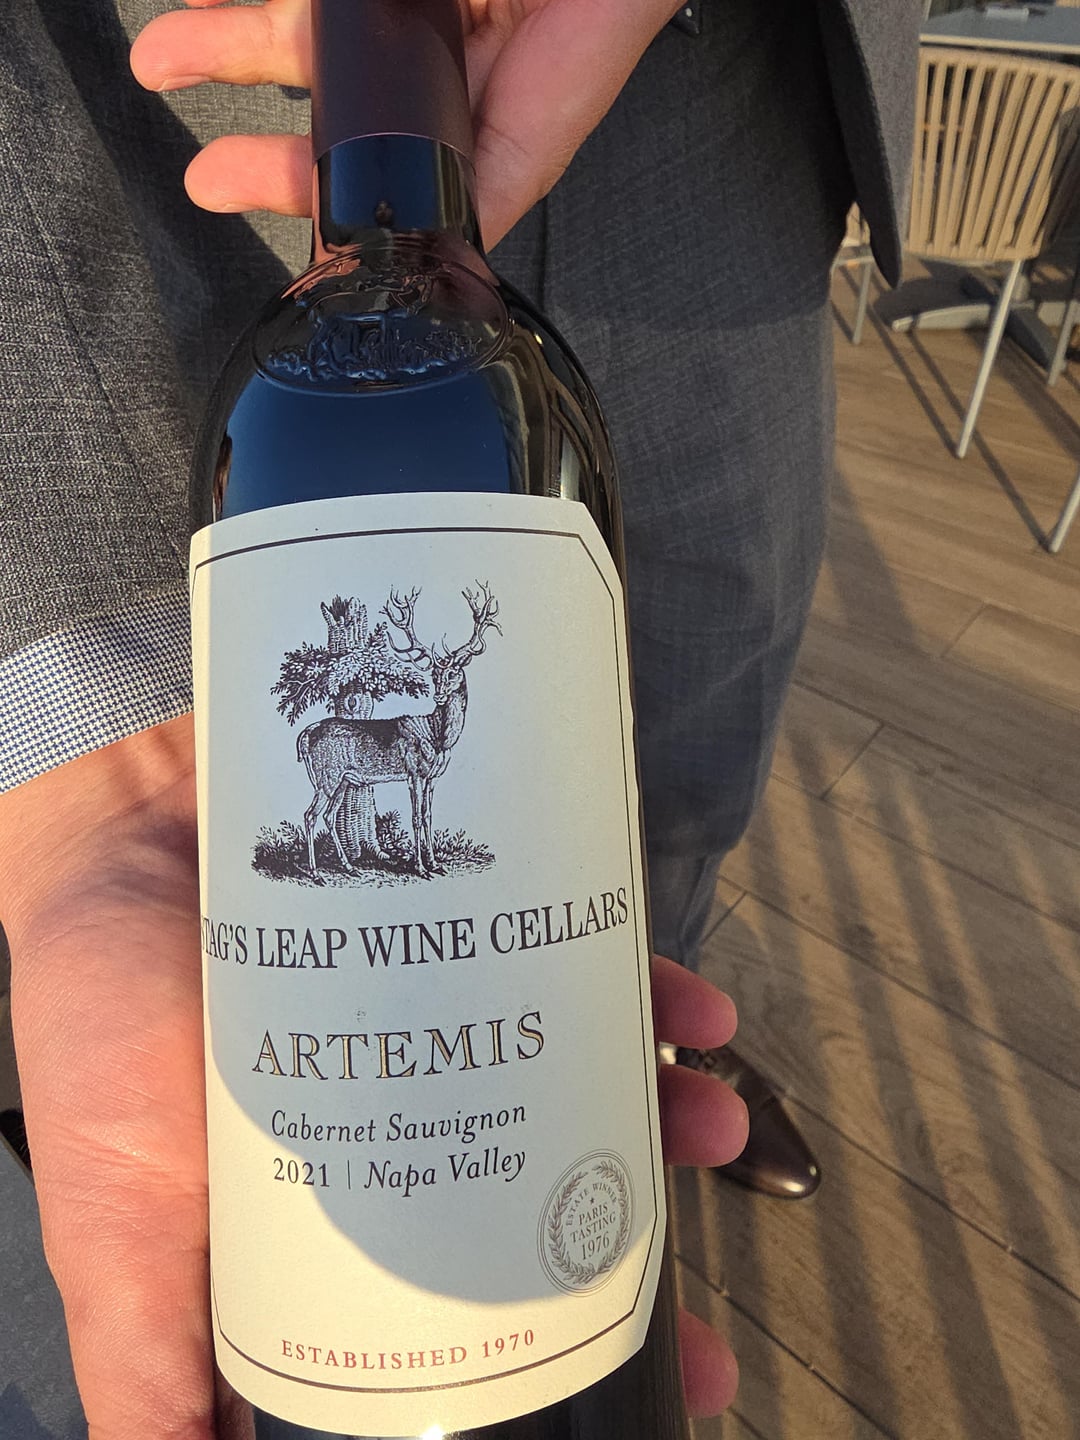 STAG'S LEAP WINE CELLARS
ARTEMIS
Cabernet Sauvignon
2021 | Napa Valley
ESTATE WINNER
PARIS
TASTING
1976
ESTABLISHED 1970